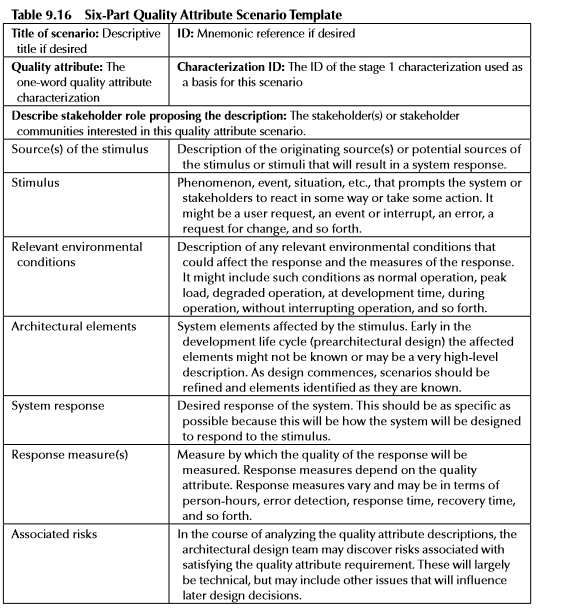 Table 9.16 Six-Part Quality Attribute Scenario Template
Title of scenario: Descriptive title if desired
ID: Mnemonic reference if desired
Quality attribute: The one-word quality attribute characterization
Characterization ID: The ID of the stage 1 characterization used as a basis for this scenario
Describe stakeholder role proposing the description: The stakeholder(s) or stakeholder
communities interested in this quality attribute scenario.
Source(s) of the stimulus
Description of the originating source(s) or potential sources of
the stimulus or stimuli that will result in a system response.
Stimulus
Phenomenon, event, situation, etc., that prompts the system or
stakeholders to react in some way or take some action. It
might be a user request, an event or interrupt, an error, a
request for change, and so forth.
Relevant environmental
conditions
Description of any relevant environmental conditions that
could affect the response and the measures of the response.
It might include such conditions as normal operation, peak
load, degraded operation, at development time, during
operation, without interrupting operation, and so forth.
Architectural elements
System elements affected by the stimulus. Early in the
development life cycle (prearchitectural design) the affected
elements might not be known or may be a very high-level
description. As design commences, scenarios should be
refined and elements identified as they are known.
System response
Desired response of the system. This should be as specific as
possible because this will be how the system will be designed
to respond to the stimulus.
Response measure(s)
Measure by which the quality of the response will be
measured. Response measures depend on the quality
attribute. Response measures vary and may be in terms of
person-hours, error detection, response time, recovery time,
and so forth.
Associated risks
In the course of analyzing the quality attribute descriptions, the
architectural design team may discover risks associated with
satisfying the quality attribute requirement. These will largely
be technical, but may include other issues that will influence
later design decisions.